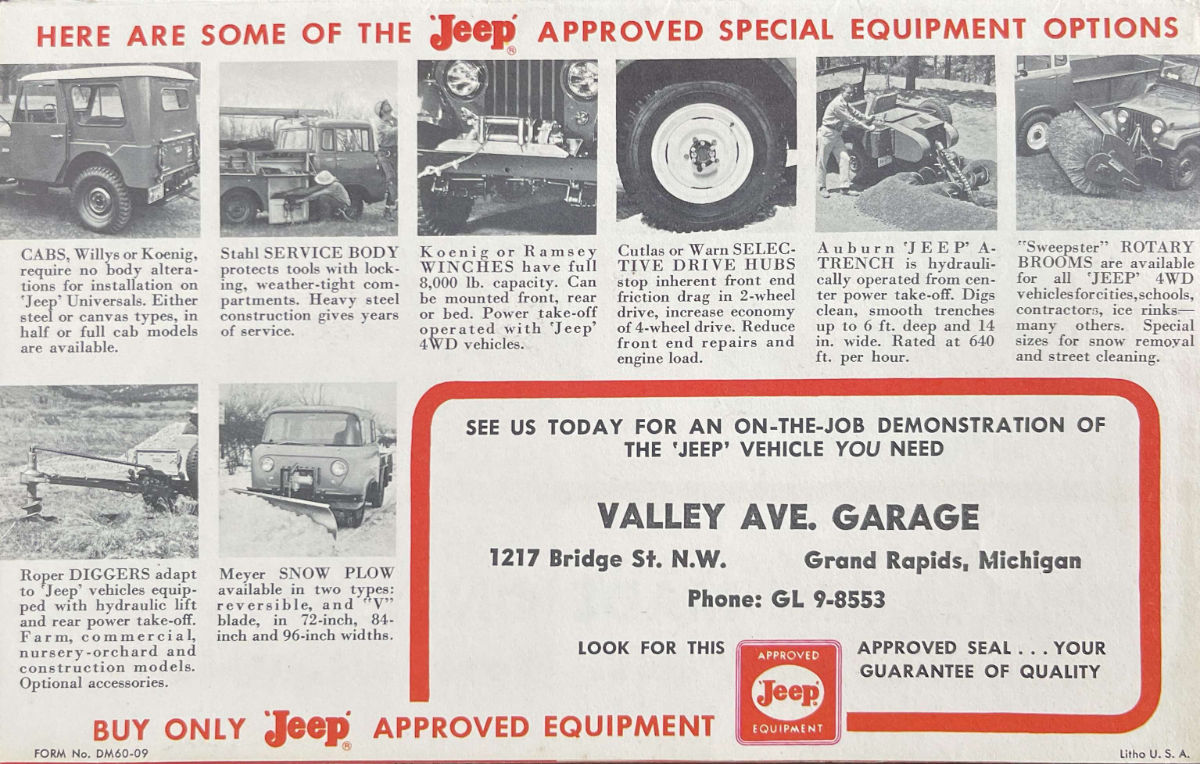 HERE ARE SOME OF THE 'Jeep'® APPROVED SPECIAL EQUIPMENT OPTIONS
CABS, Willys or Koenig,
require no body altera-
tions for installation on
'Jeep' Universals. Either
steel or canvas types, in
half or full cab models
are available.
Stahl SERVICE BODY
protects tools with lock-
ing, weather-tight com-
partments. Heavy steel
construction gives years
of service.
Koenig or Ramsey
WINCHES have full
8,000 lb. capacity. Can
be mounted front, rear
or bed. Power take-off
operated with 'Jeep'
4WD vehicles.
Cutlas or Warn SELEC-
TIVE DRIVE HUBS
stop inherent front end
friction drag in 2-wheel
drive, increase economy
of 4-wheel drive. Reduce
front end repairs and
engine load.
Auburn 'JEEP' A-
TRENCH is hydrauli-
cally operated from cen-
ter power take-off. Digs
clean, smooth trenches
up to 6 ft. deep and 14
in. wide. Rated at 640
ft. per hour.
"Sweepster" ROTARY
BROOMS are available
for all 'JEEP' 4WD
vehicles for cities, schools,
contractors, ice rinks—
many others. Special
sizes for snow removal
and street cleaning.
Roper DIGGERS adapt
to 'Jeep' vehicles equip-
ped with hydraulic lift
and rear power take-off.
Farm, commercial,
nursery-orchard and
construction models.
Optional accessories.
Meyer SNOW PLOW
available in two types:
reversible, and "V"
blade, in 72-inch, 84-
inch and 96-inch widths.
SEE US TODAY FOR AN ON-THE-JOB DEMONSTRATION OF
THE 'JEEP' VEHICLE YOU NEED
VALLEY AVE. GARAGE
1217 Bridge St. N.W. Grand Rapids, Michigan
Phone: GL 9-8553
LOOK FOR THIS
APPROVED
'Jeep'
EQUIPMENT
APPROVED SEAL . . . YOUR
GUARANTEE OF QUALITY
BUY ONLY 'Jeep'® APPROVED EQUIPMENT
FORM No. DM60-09
Litho U. S. A.